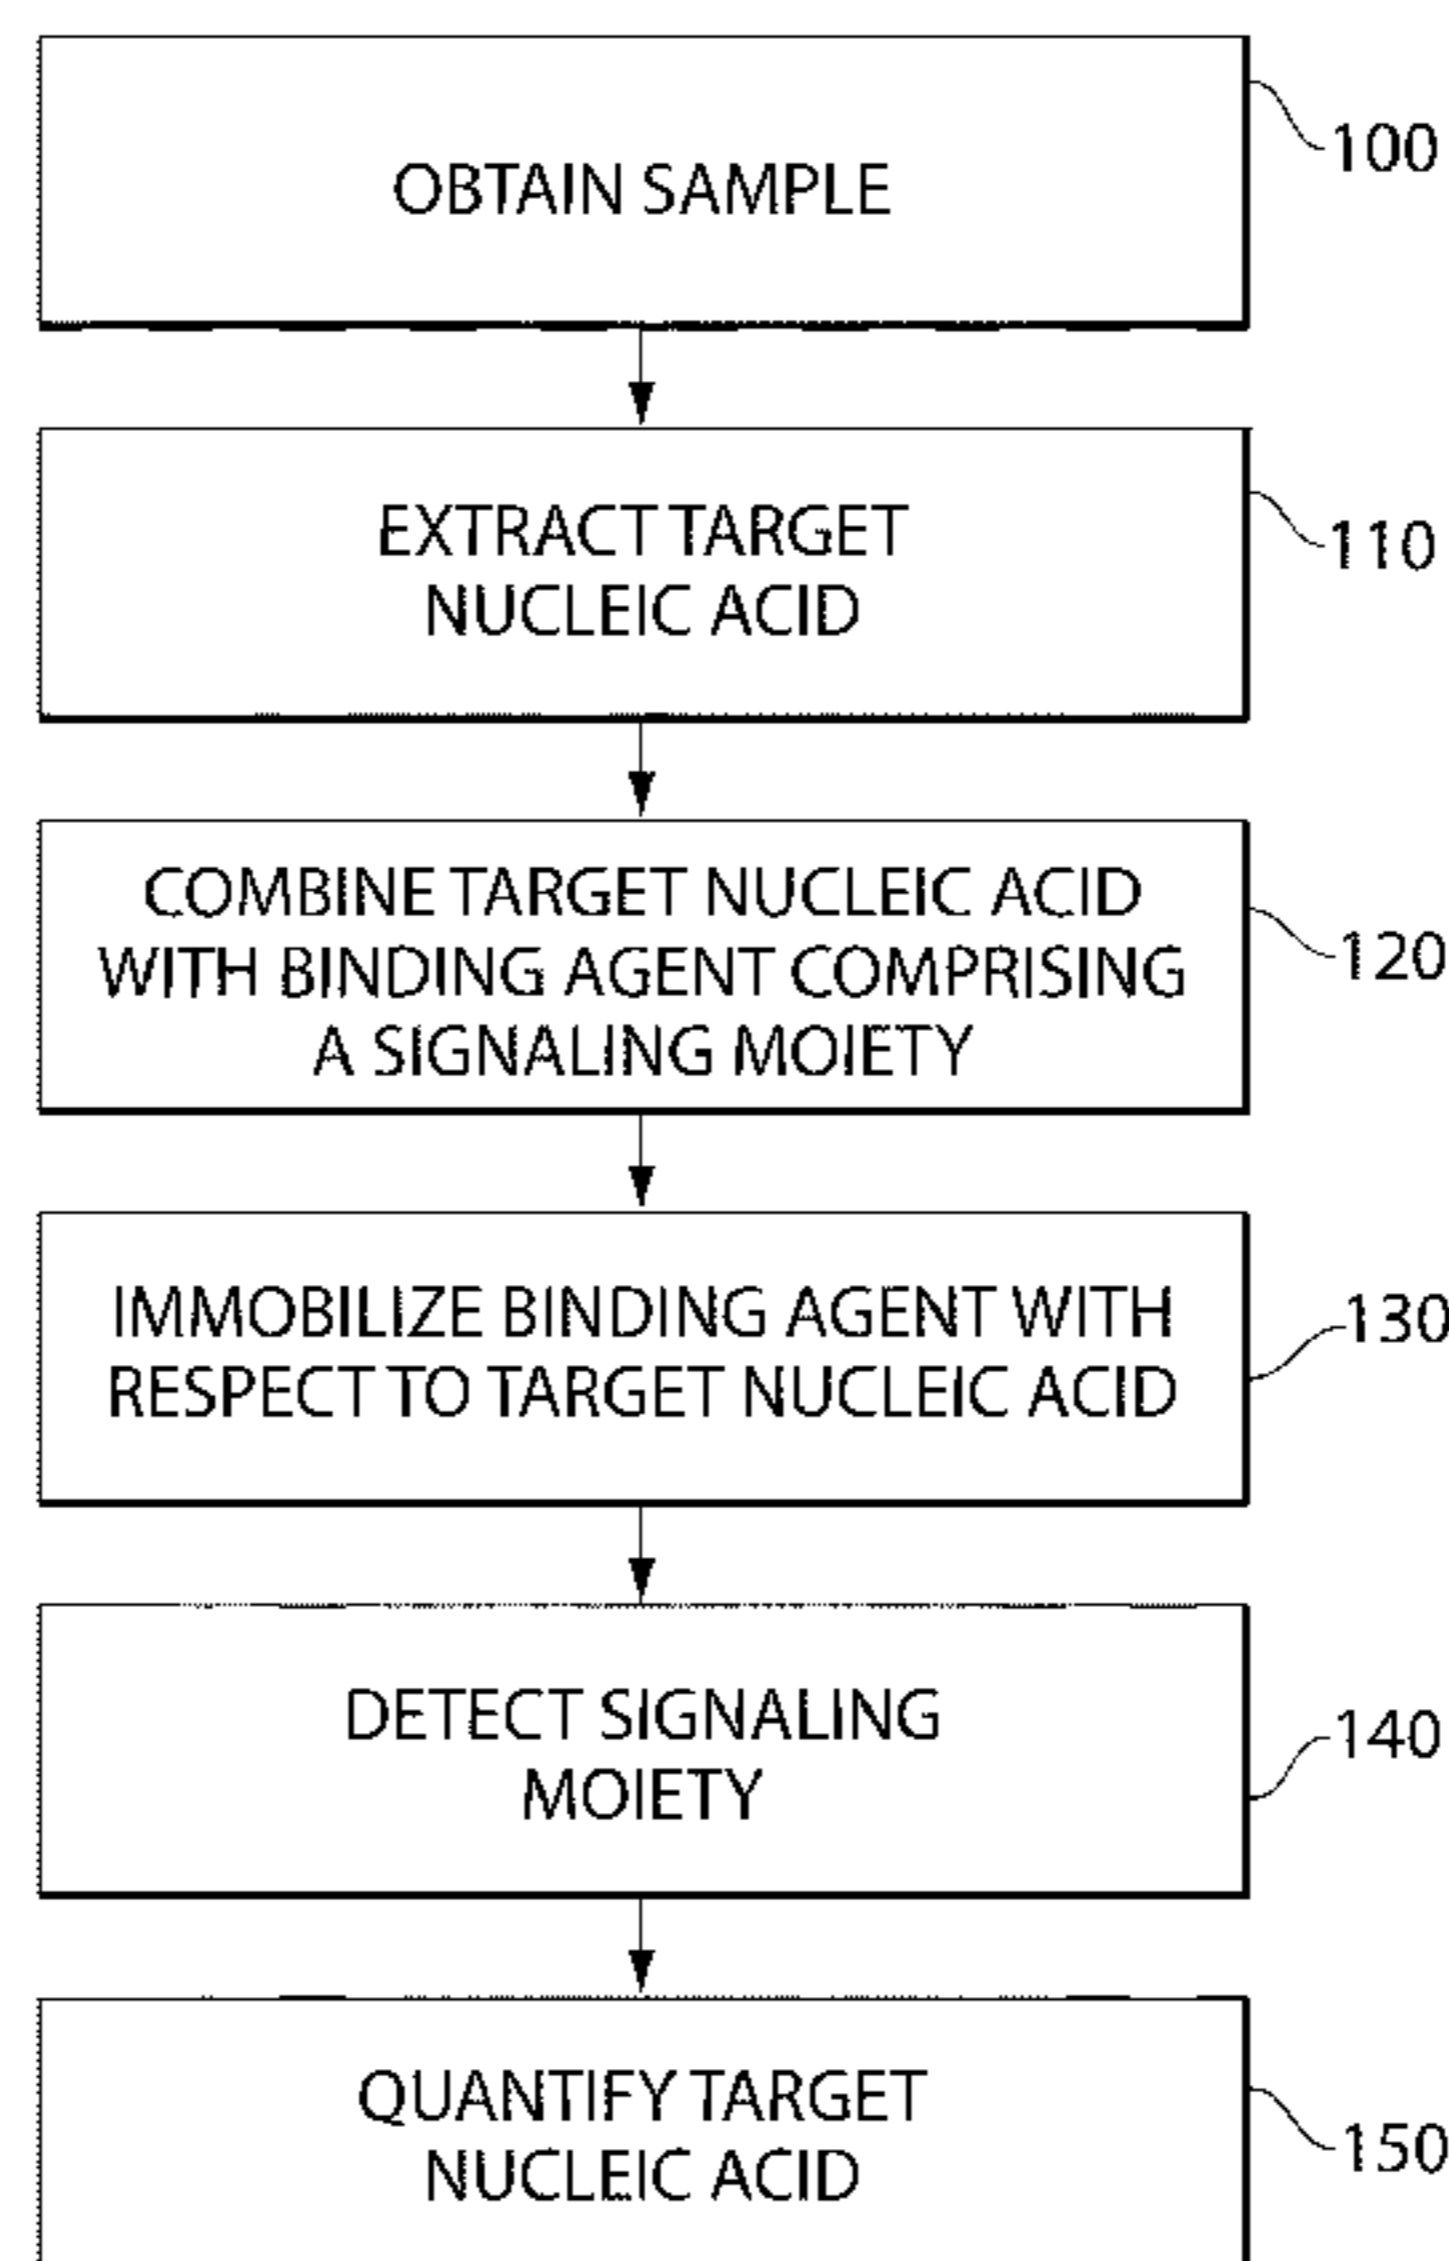 OBTAIN SAMPLE
100
EXTRACT TARGET
NUCLEIC ACID
110
COMBINE TARGET NUCLEIC ACID
WITH BINDING AGENT COMPRISING
A SIGNALING MOIETY
120
IMMOBILIZE BINDING AGENT WITH
RESPECT TO TARGET NUCLEIC ACID
130
DETECT SIGNALING
MOIETY
140
QUANTIFY TARGET
NUCLEIC ACID
150